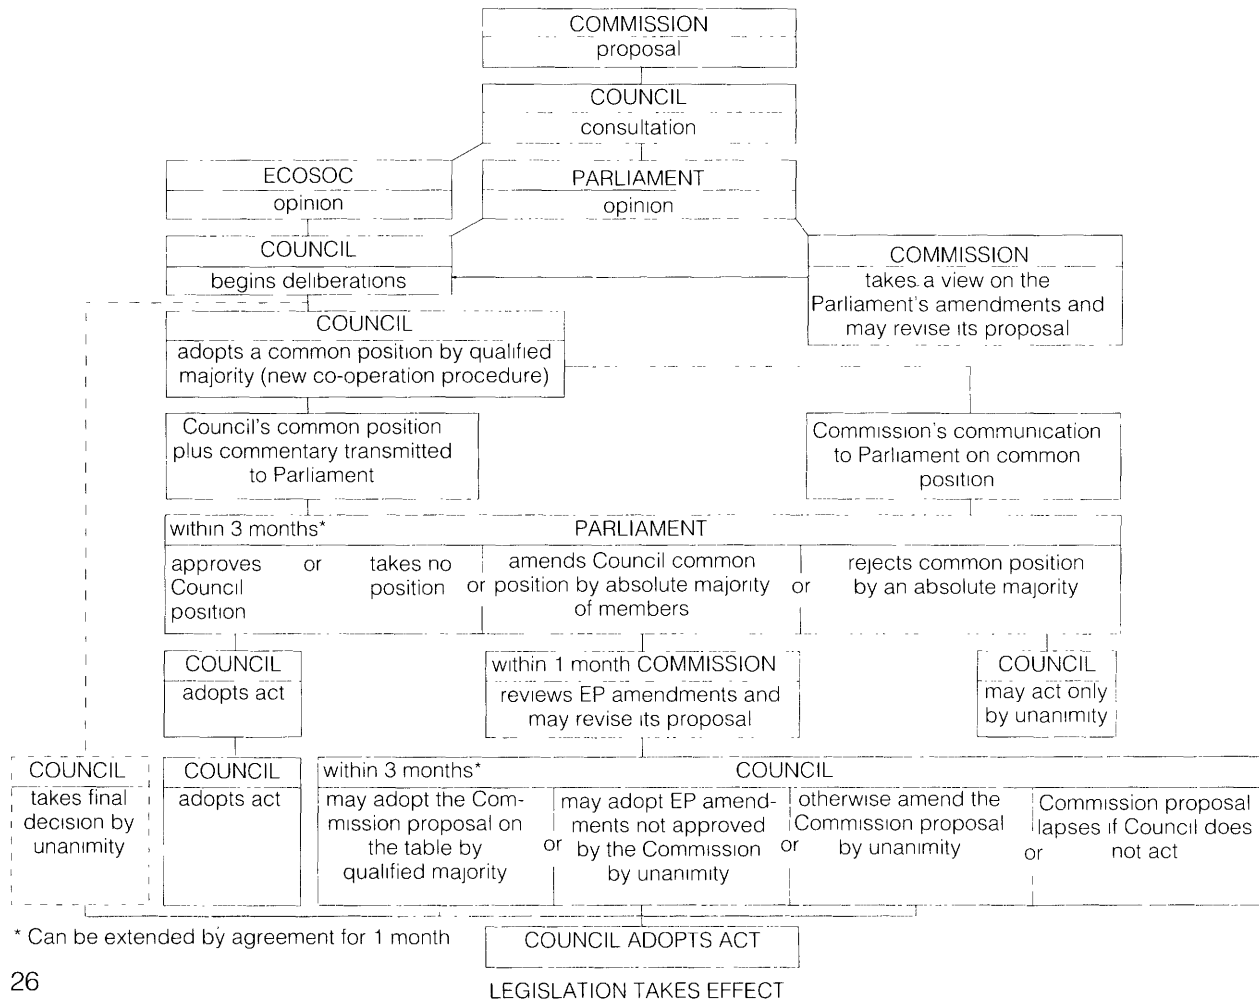 COMMISSION
proposal
COUNCIL
consultation
ECOSOC
opinion
PARLIAMENT
opinion
COUNCIL
begins deliberations
COMMISSION
takes a view on the
Parliament's amendments and
may revise its proposal
COUNCIL
adopts a common position by qualified
majority (new co-operation procedure)
Council's common position
plus commentary transmitted
to Parliament
Commission's communication
to Parliament on common
position
within 3 months*
PARLIAMENT
approves
Council
position
or
takes no
position
or
amends Council common
position by absolute majority
of members
or
rejects common position
by an absolute majority
COUNCIL
adopts act
within 1 month COMMISSION
reviews EP amendments and
may revise its proposal
COUNCIL
may act only
by unanimity
COUNCIL
takes final
decision by
unanimity
COUNCIL
adopts act
within 3 months*
COUNCIL
may adopt the Com-
mission proposal on
the table by
qualified majority
or
may adopt EP amend-
ments not approved
by the Commission
by unanimity
or
otherwise amend the
Commission proposal
by unanimity
or
Commission proposal
lapses if Council does
not act
* Can be extended by agreement for 1 month
COUNCIL ADOPTS ACT
26
LEGISLATION TAKES EFFECT